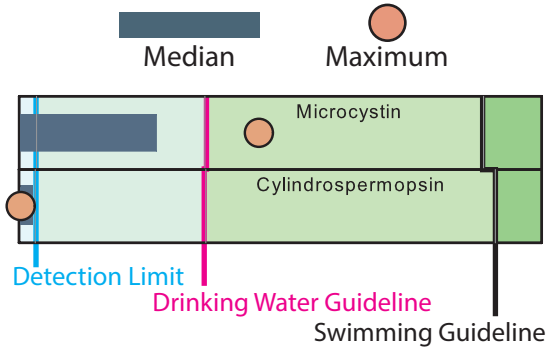 Median
Maximum
Microcystin
Cylindrospermopsin
Detection Limit
Drinking Water Guideline
Swimming Guideline